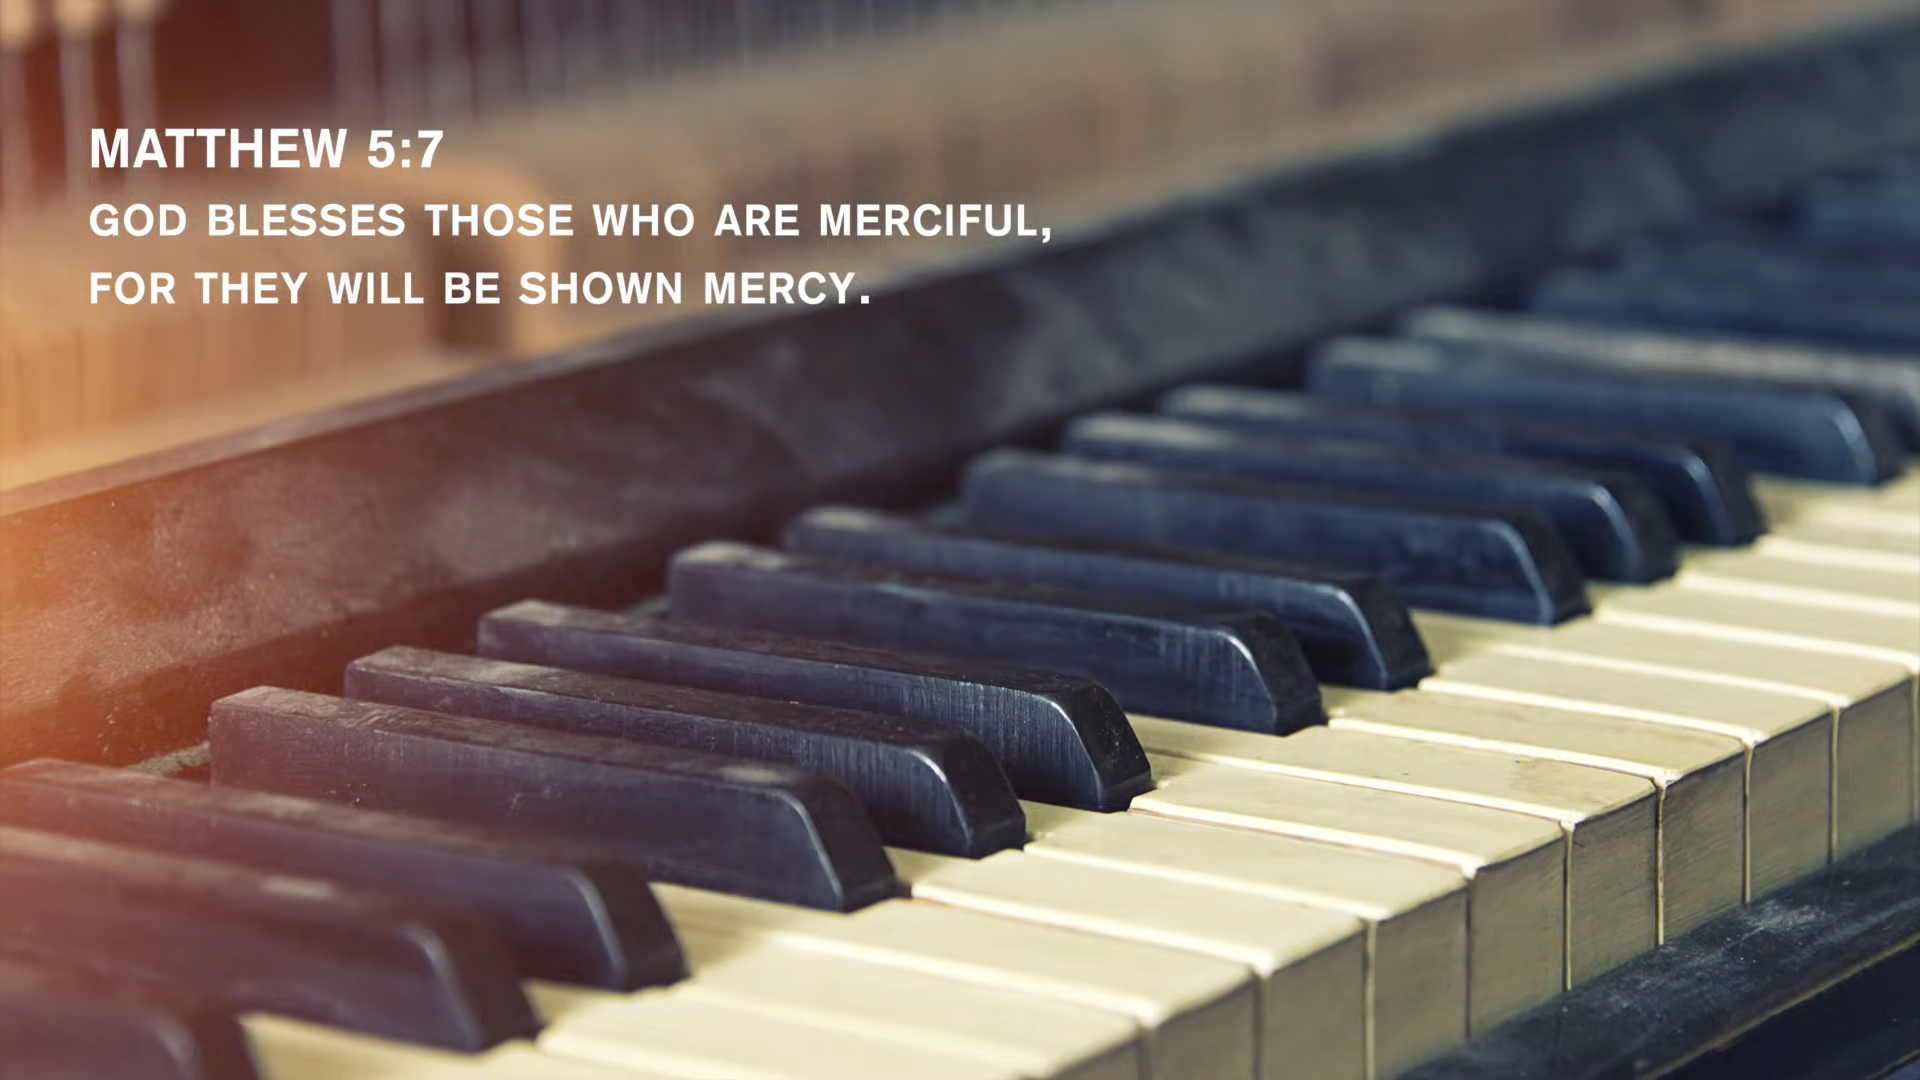 MATTHEW 5:7
GOD BLESSES THOSE WHO ARE MERCIFUL,
FOR THEY WILL BE SHOWN MERCY.